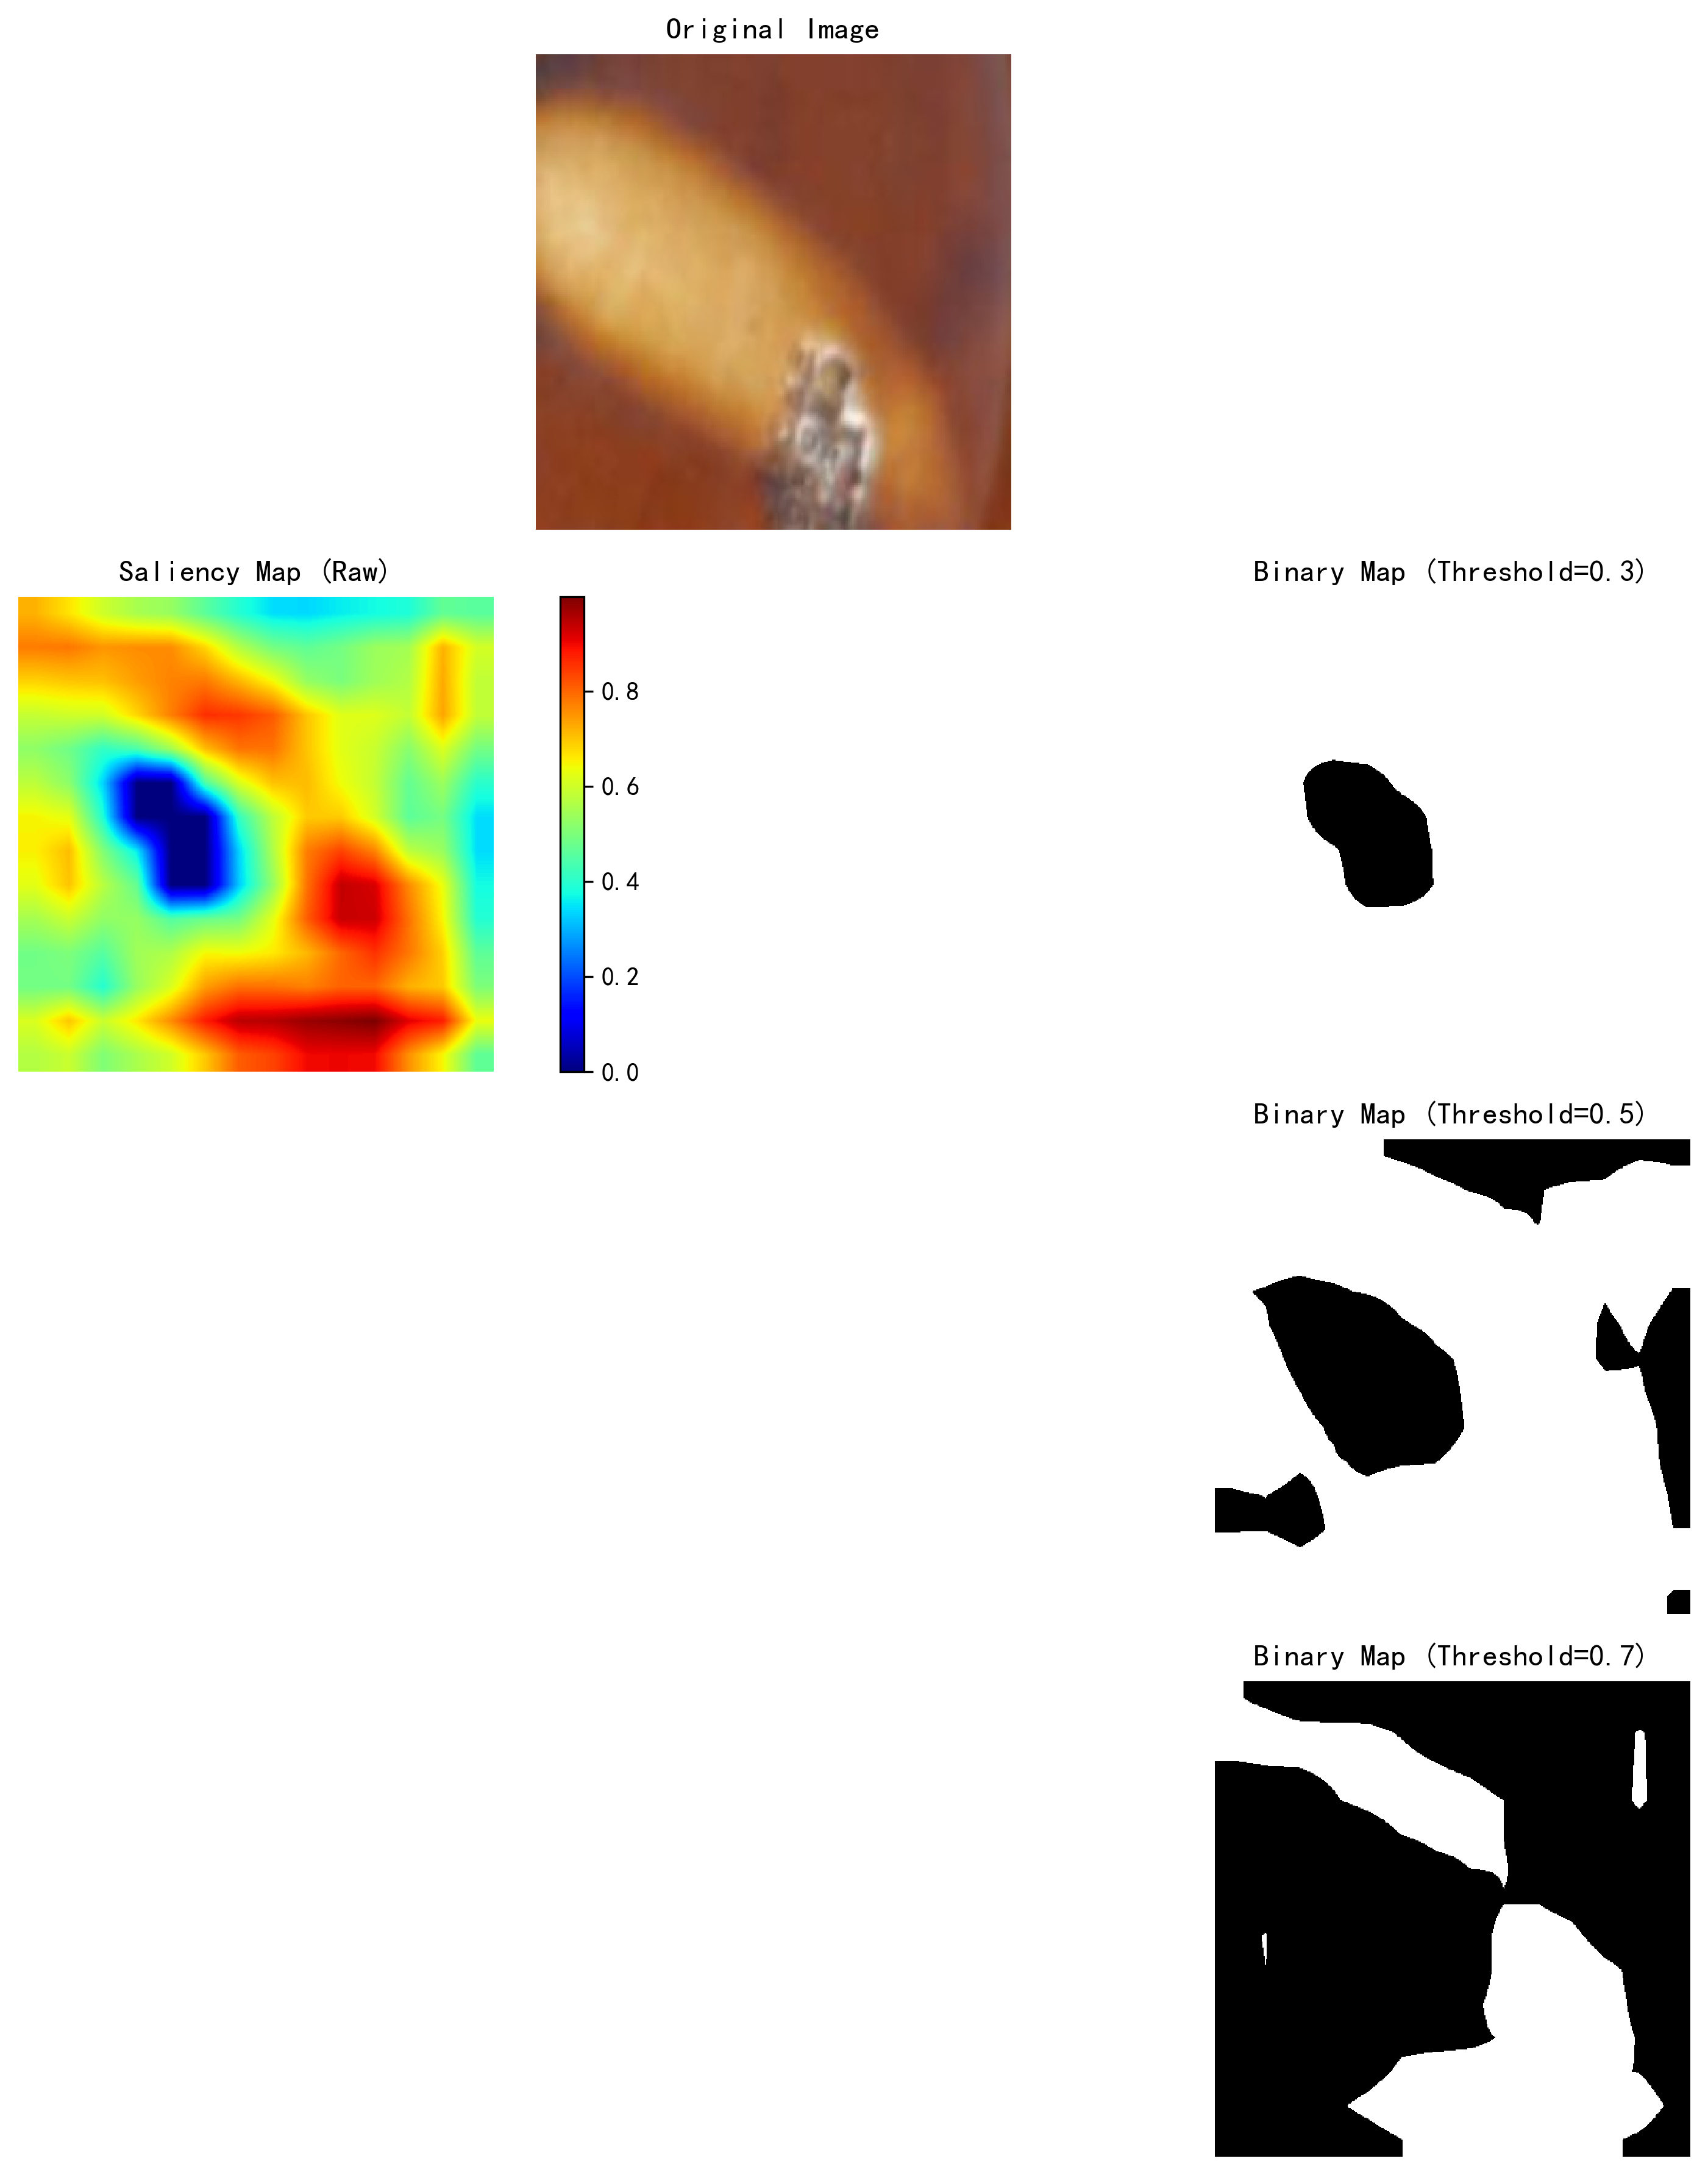 Original Image
Saliency Map (Raw)
Binary Map (Threshold=0.3)
0.8
0.6
0.4
0.2
0.0
Binary Map (Threshold=0.5)
Binary Map (Threshold=0.7)